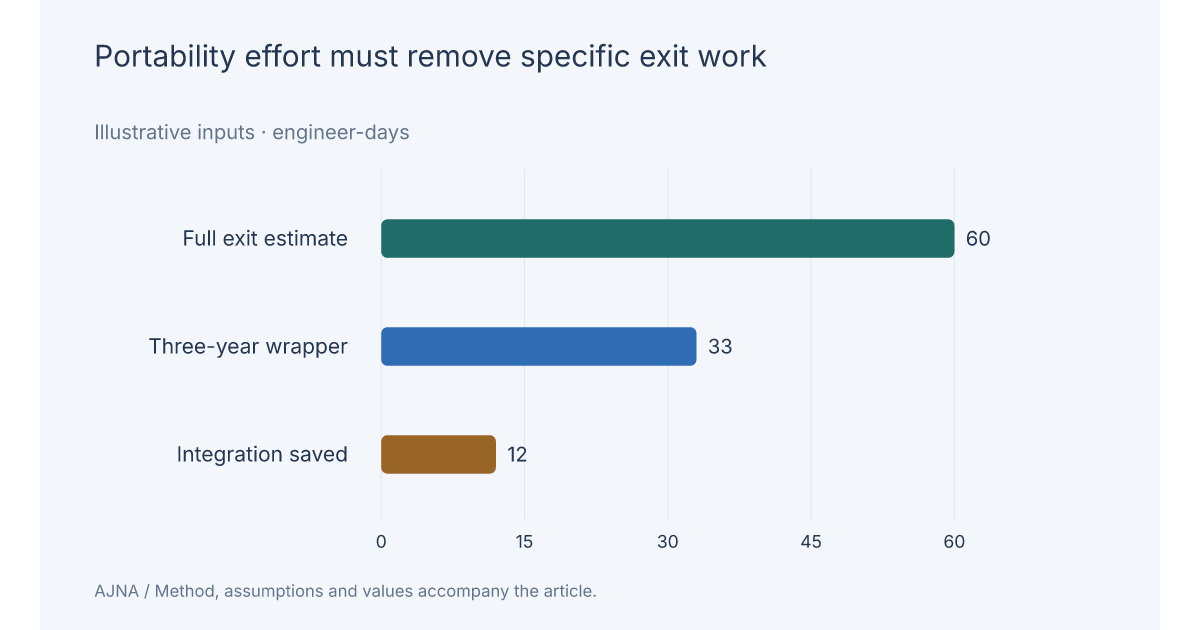 Portability effort must remove specific exit work
Illustrative inputs · engineer-days
Full exit estimate 60
Three-year wrapper 33
Integration saved 12
0 15 30 45 60
AJNA / Method, assumptions and values accompany the article.